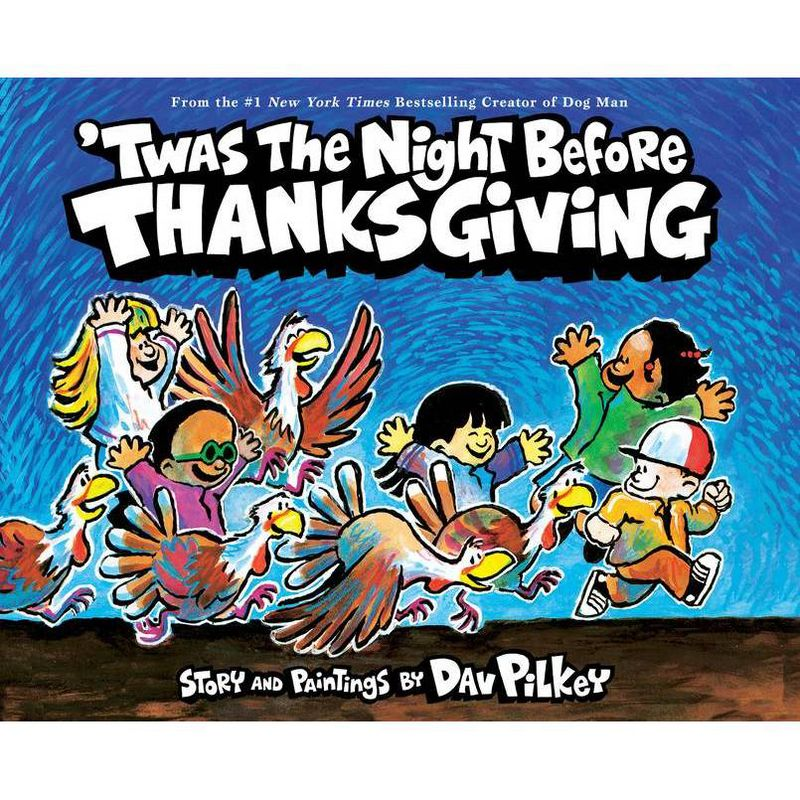 From the #1 New York Times Bestselling Creator of Dog Man
'TWAS THE NiGHT BEFORE
THANKSGiViNG
STORY AND PAiNTiNGS BY DAV PiLKEY